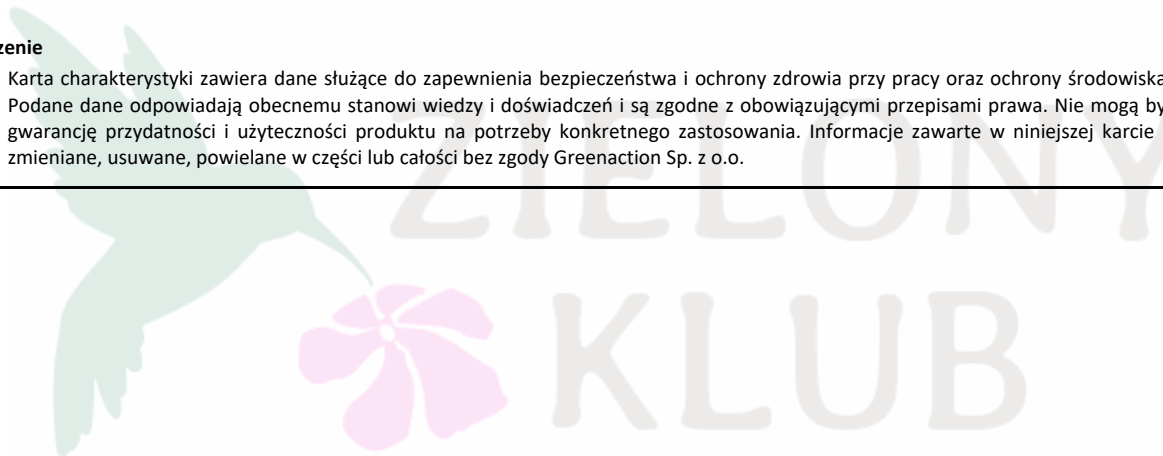 zenie
Karta charakterystyki zawiera dane służące do zapewnienia bezpieczeństwa i ochrony zdrowia przy pracy oraz ochrony środowiska
Podane dane odpowiadają obecnemu stanowi wiedzy i doświadczeń i są zgodne z obowiązującymi przepisami prawa. Nie mogą by
gwarancję przydatności i użyteczności produktu na potrzeby konkretnego zastosowania. Informacje zawarte w niniejszej karcie
zmieniane, usuwane, powielane w części lub całości bez zgody Greenaction Sp. z o.o.
ZIELONY
KLUB